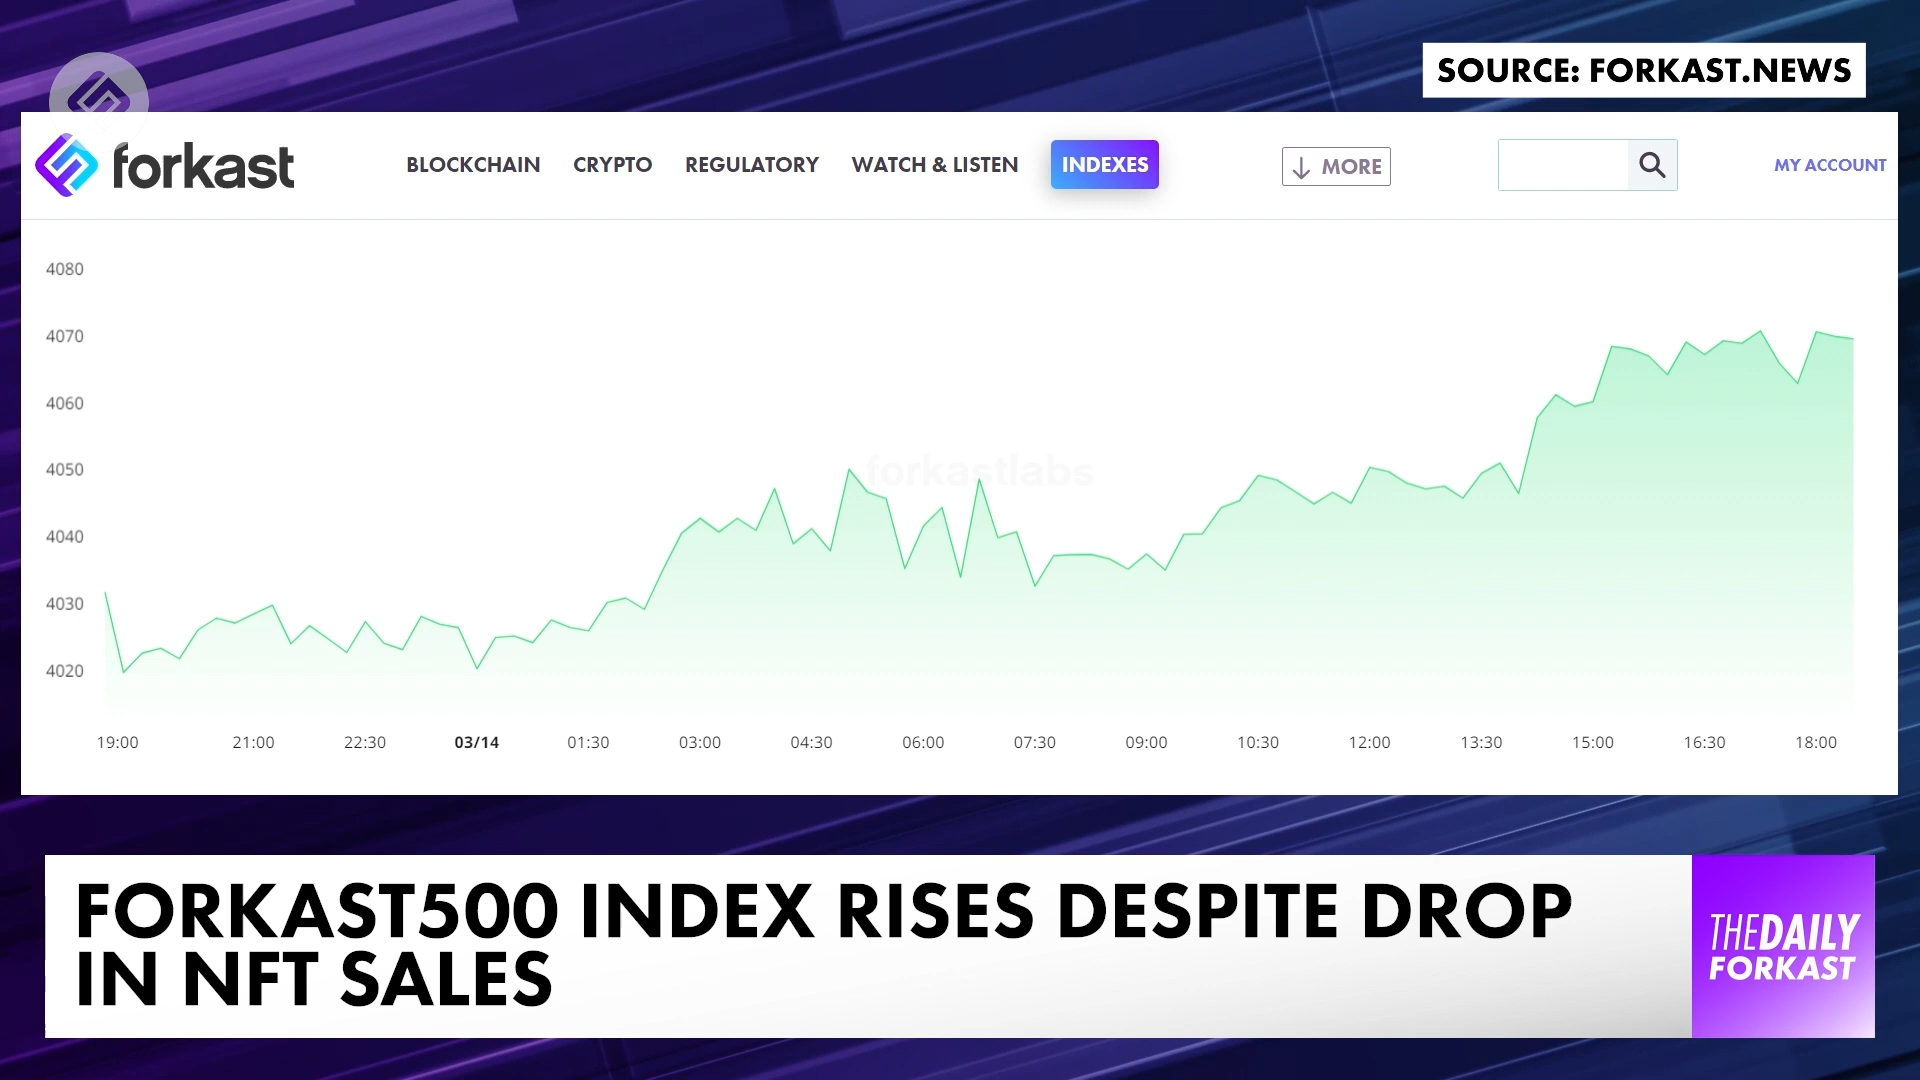 SOURCE: FORKAST.NEWS
forkast
BLOCKCHAIN CRYPTO REGULATORY WATCH & LISTEN INDEXES MORE MY ACCOUNT
4080
4070
4060
4050
forkastlabs
4040
4030
4020
19:00 21:00 22:30 03/14 01:30 03:00 04:30 06:00 07:30 09:00 10:30 12:00 13:30 15:00 16:30 18:00
FORKAST500 INDEX RISES DESPITE DROP
IN NFT SALES
THE DAILY
FORKAST